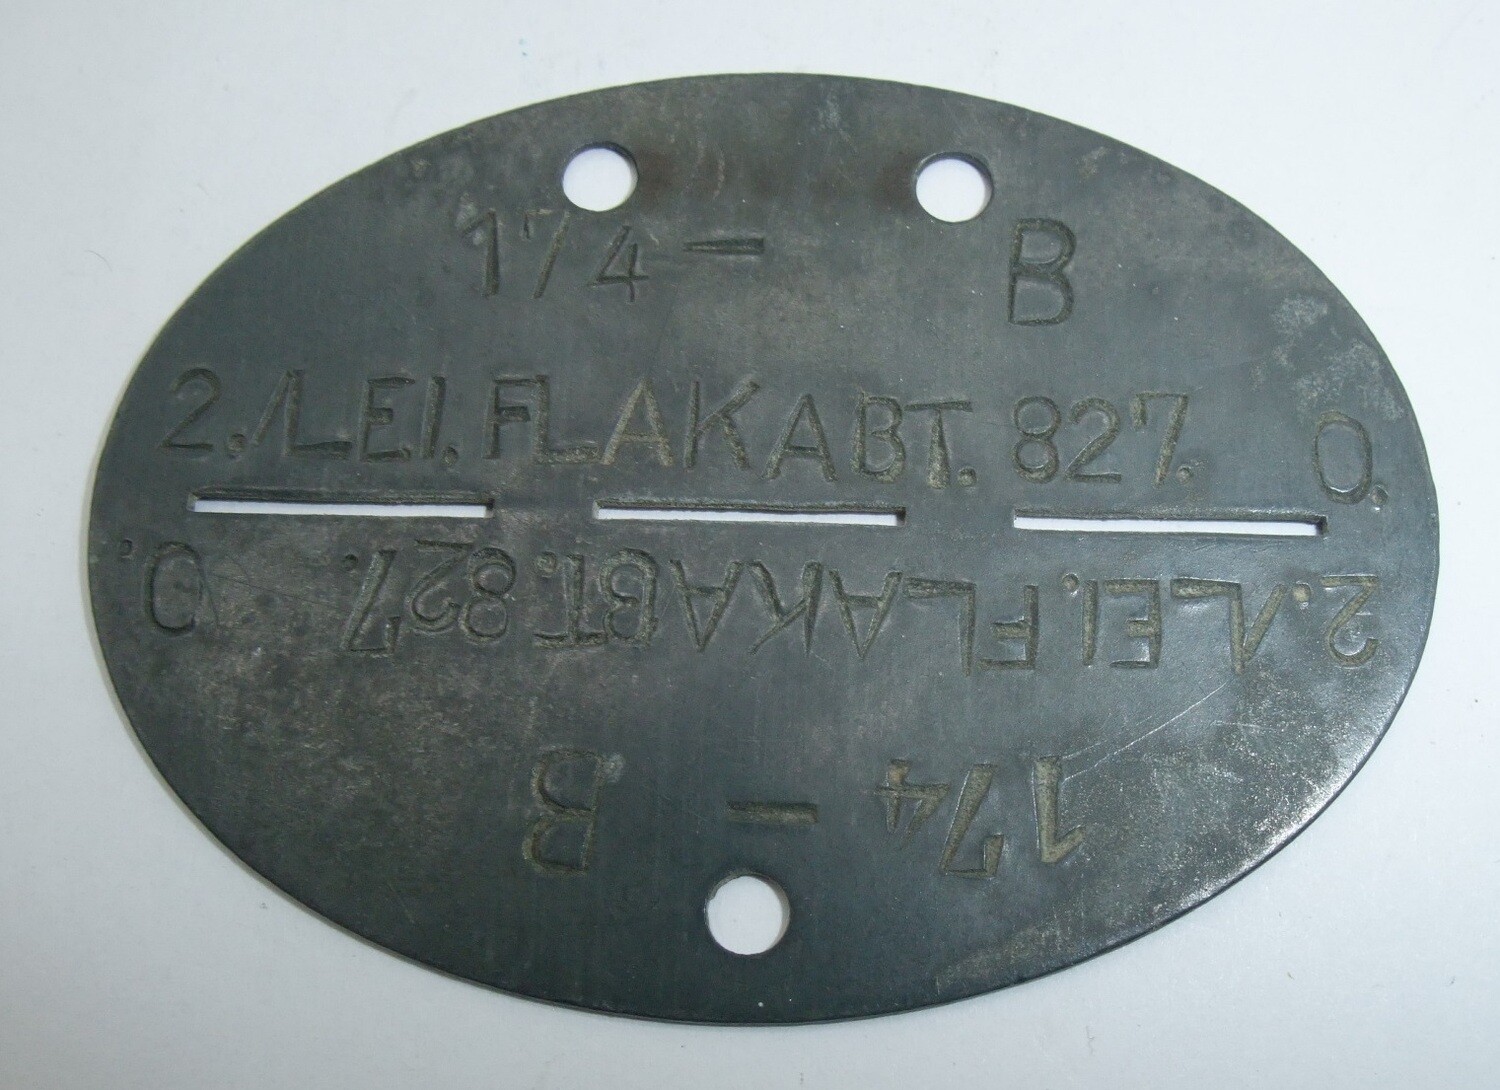 174- B
2./LEI.FLAKABT.827. O.
2./LEI.FLAKABT.827. O.
174 - B